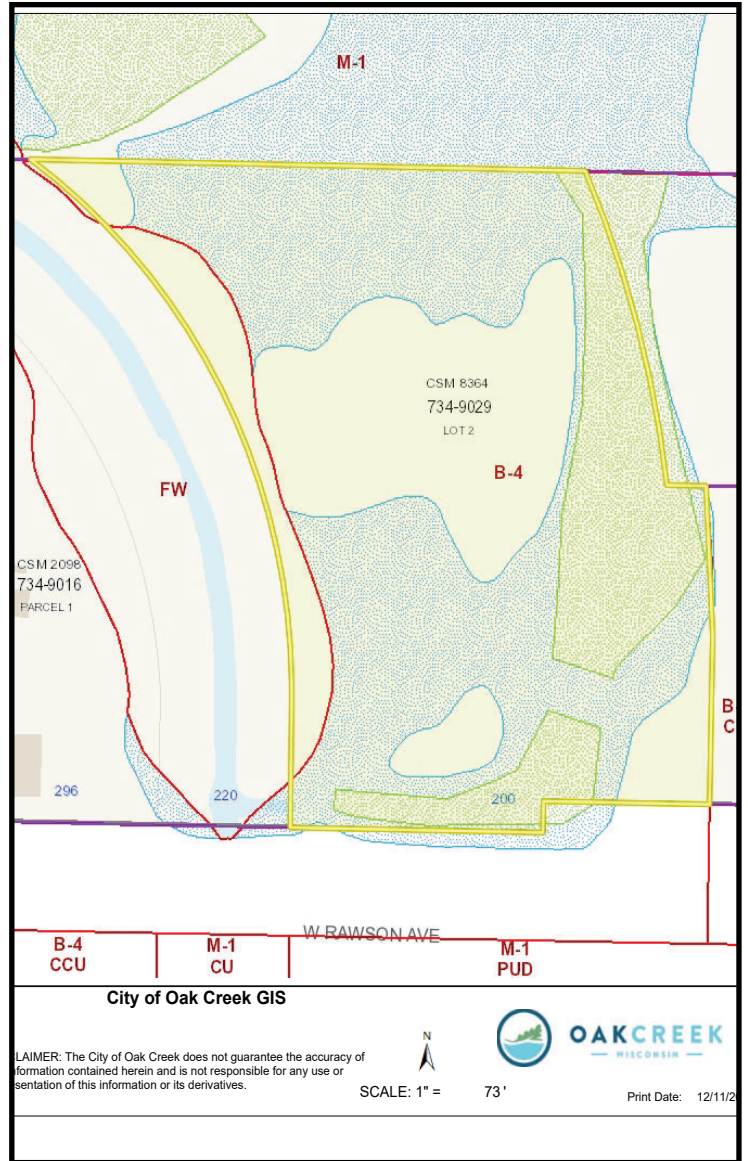 M-1
CSM 8364
734-9029
LOT 2
B-4
FW
CSM 2098
734-9016
PARCEL 1
B
C
296
220
200
W RAWSON AVE
B-4
CCU
M-1
CU
M-1
PUD
City of Oak Creek GIS
LAIMER: The City of Oak Creek does not guarantee the accuracy of
formation contained herein and is not responsible for any use or
sentation of this information or its derivatives.
N
SCALE: 1" = 73 '
OAKCREEK
WISCONSIN
Print Date: 12/11/2